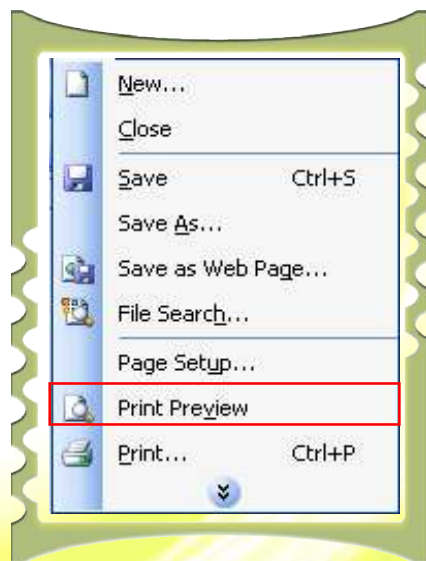 New...
Close
Save Ctrl+S
Save As...
Save as Web Page...
File Search...
Page Setup...
Print Preview
Print... Ctrl+P